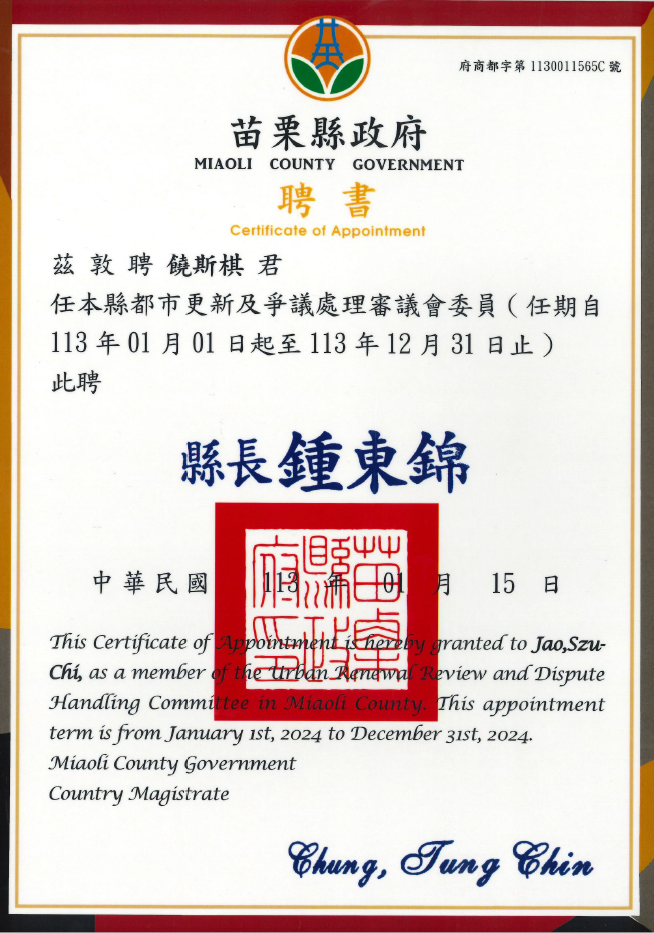 府商都字第 1130011565C 號
苗栗縣政府
MIAOLI COUNTY GOVERNMENT
聘書
Certificate of Appointment
茲敦聘 饒斯棋 君
任本縣都市更新及爭議處理審議會委員（任期自
113 年 01 月 01 日起至 113 年 12 月 31 日止）
此聘
縣長 鍾東錦
苗栗縣政府印
中華民國 113 年 01 月 15 日
This Certificate of Appointment is hereby granted to Jao,Szu-
Chi, as a member of the Urban Renewal Review and Dispute
Handling Committee in Miaoli County. This appointment
term is from January 1st, 2024 to December 31st, 2024.
Miaoli County Government
Country Magistrate
Chung, Tung Chin